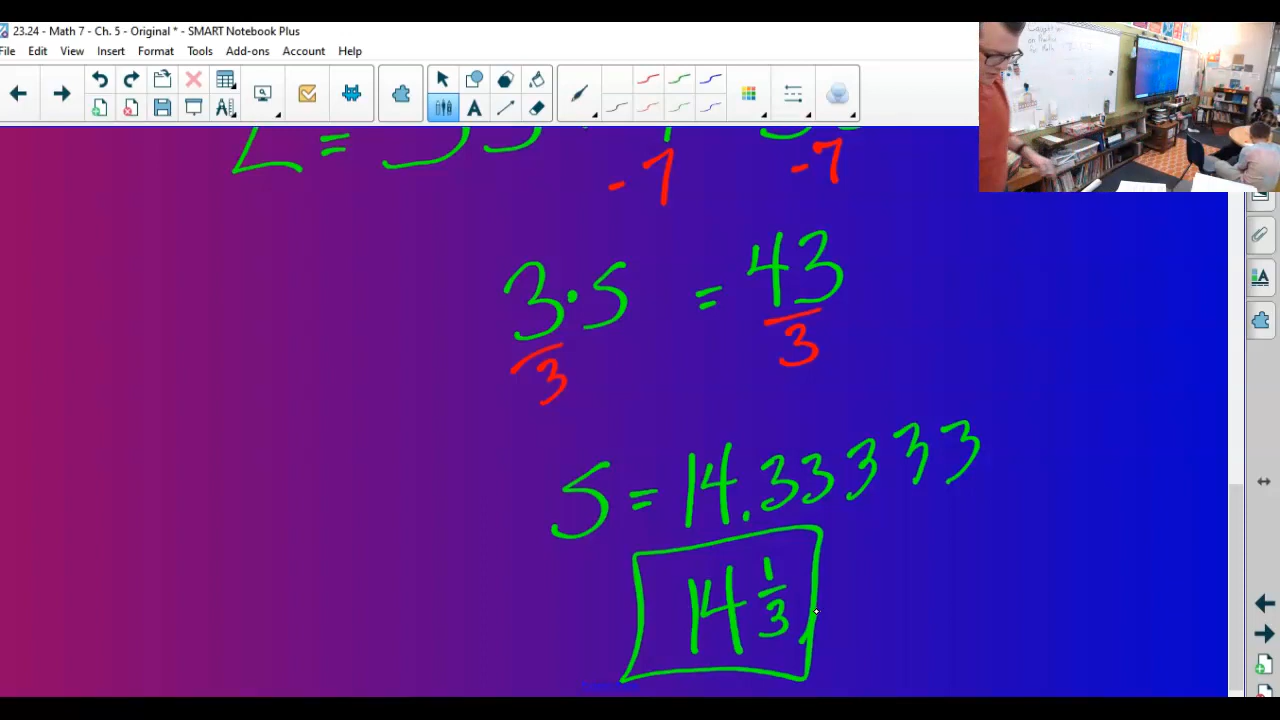 23.24 - Math 7 - Ch. 5 - Original * - SMART Notebook Plus
File Edit View Insert Format Tools Add-ons Account Help
-7 -7
3·s = 43
3 3
s = 14.33333
14 1/3